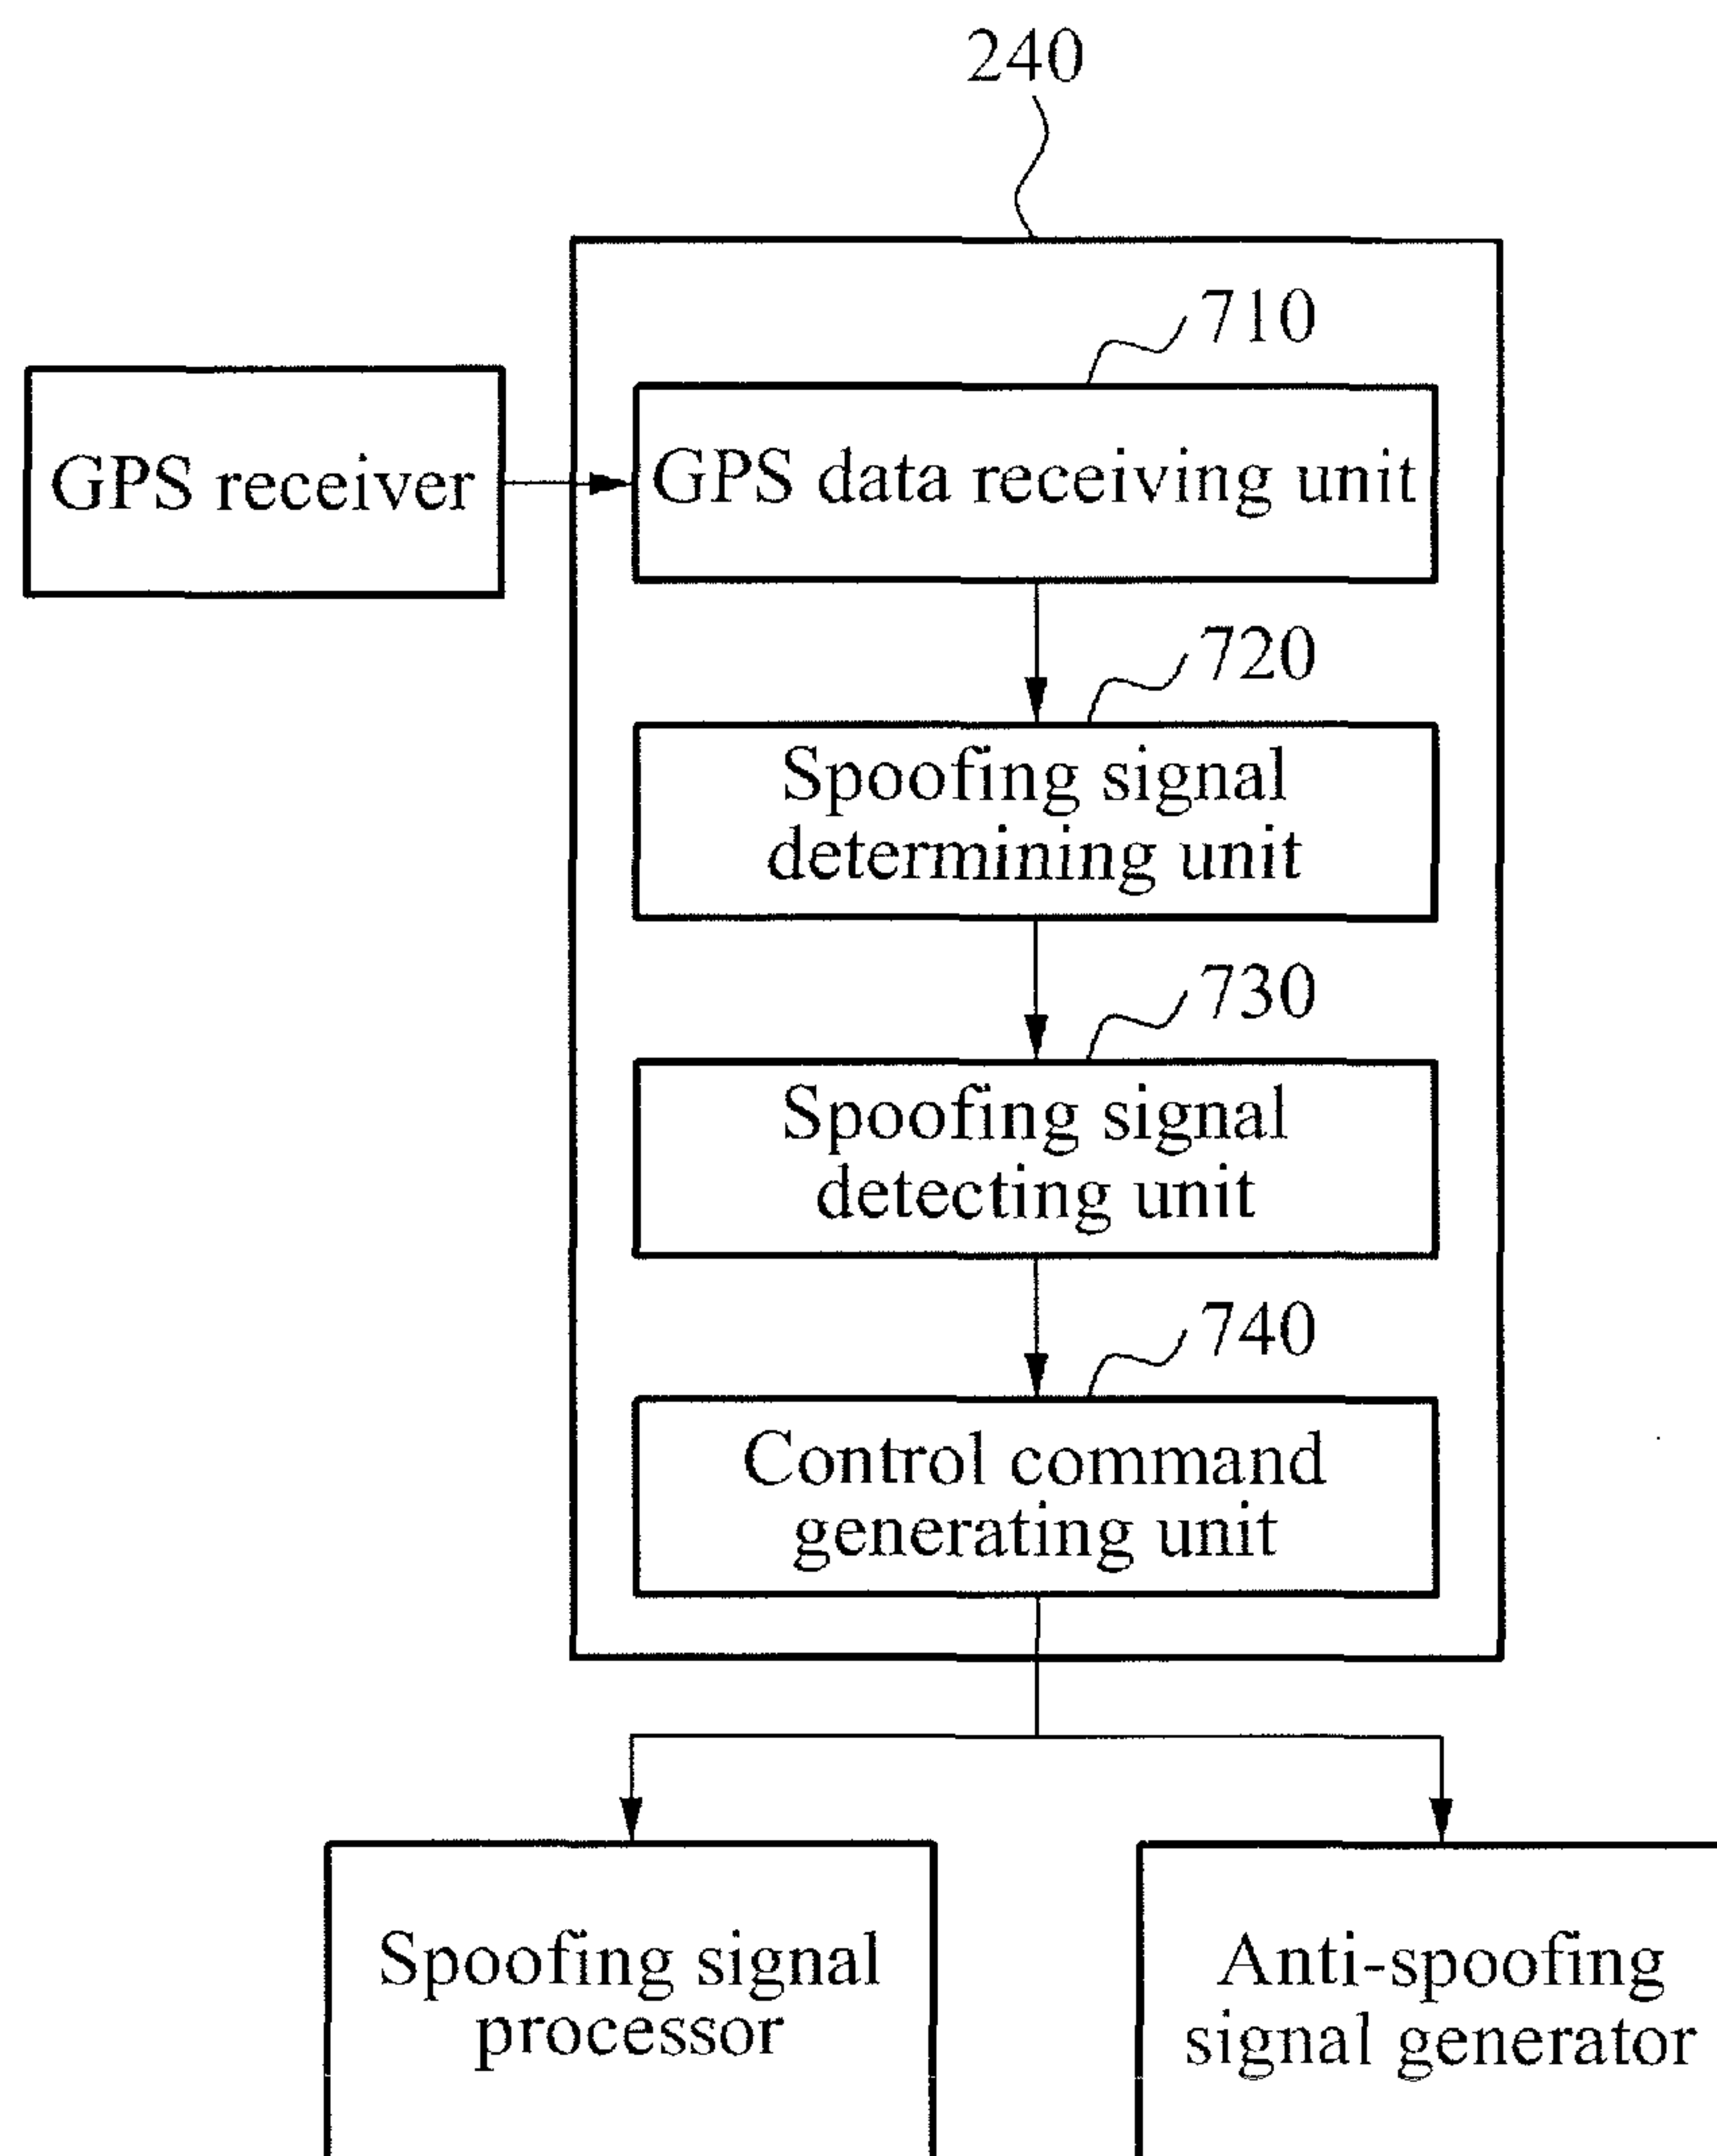 240
710
GPS receiver
GPS data receiving unit
720
Spoofing signal
determining unit
730
Spoofing signal
detecting unit
740
Control command
generating unit
Spoofing signal
processor
Anti-spoofing
signal generator